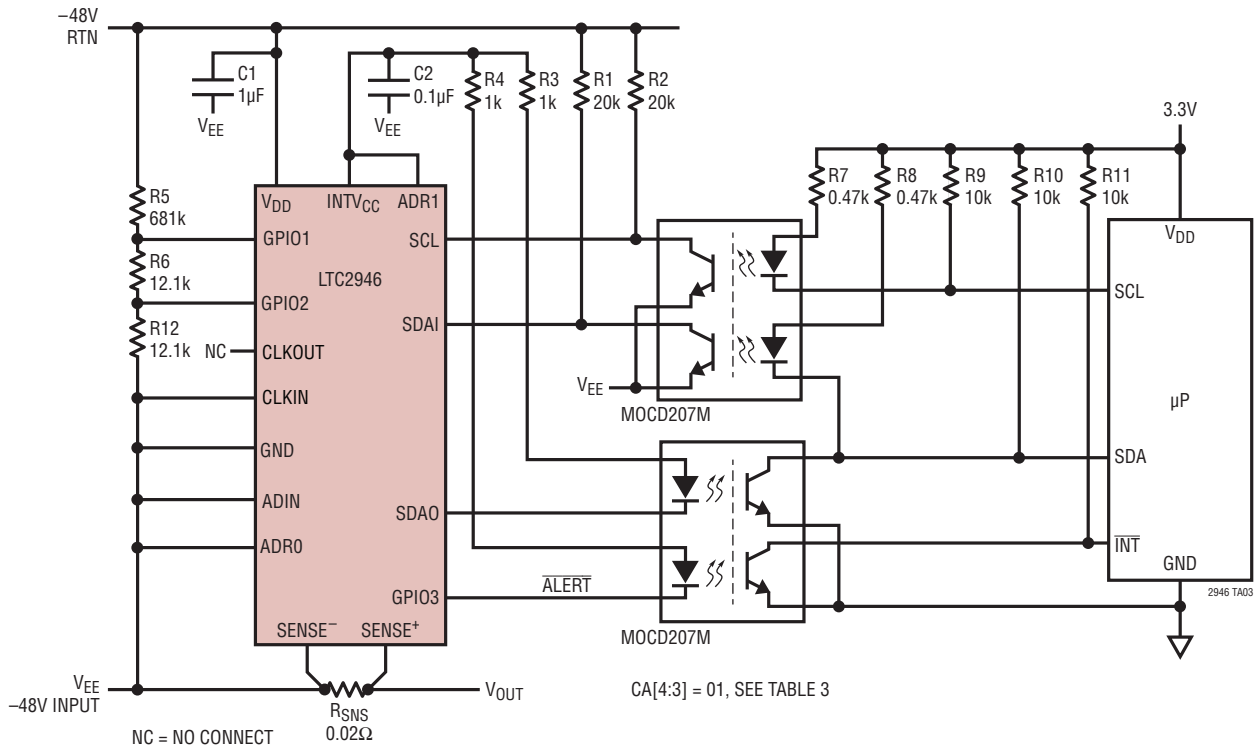 –48V
RTN
C1
1µF
VEE
C2
0.1µF
VEE
R4
1k
R3
1k
R1
20k
R2
20k
3.3V
R7
0.47k
R8
0.47k
R9
10k
R10
10k
R11
10k
R5
681k
R6
12.1k
R12
12.1k
NC
VDD
INTVCC
ADR1
GPIO1
SCL
LTC2946
GPIO2
SDAI
CLKOUT
CLKIN
GND
ADIN
SDAO
ADR0
GPIO3
SENSE–
SENSE+
VEE
MOCD207M
ALERT
MOCD207M
VDD
SCL
µP
SDA
INT
GND
2946 TA03
VEE
–48V INPUT
RSNS
0.02Ω
VOUT
CA[4:3] = 01, SEE TABLE 3
NC = NO CONNECT